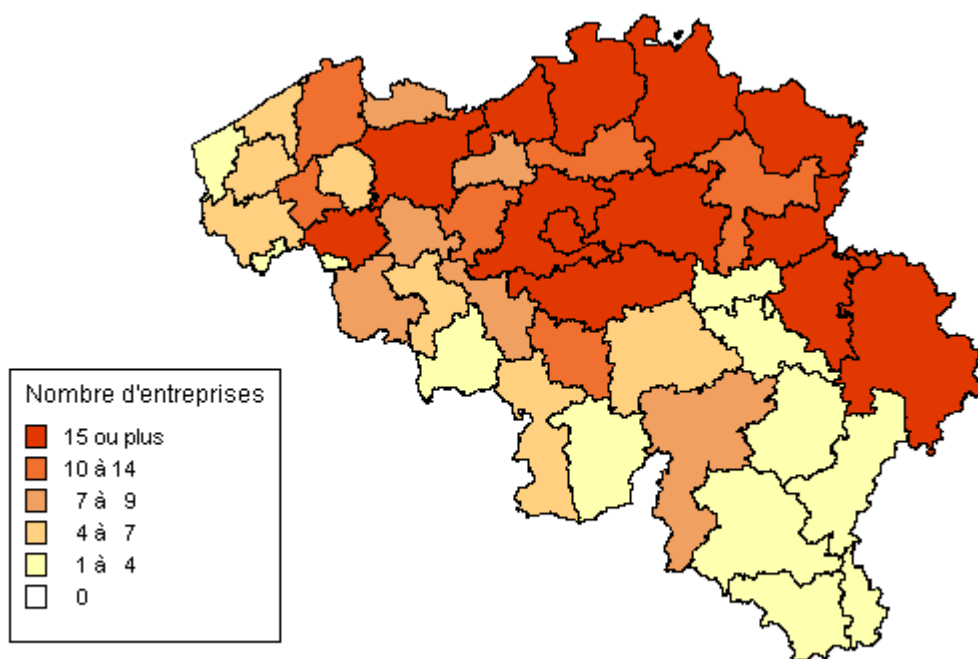 Nombre d'entreprises
15 ou plus
10 à 14
7 à 9
4 à 7
1 à 4
0